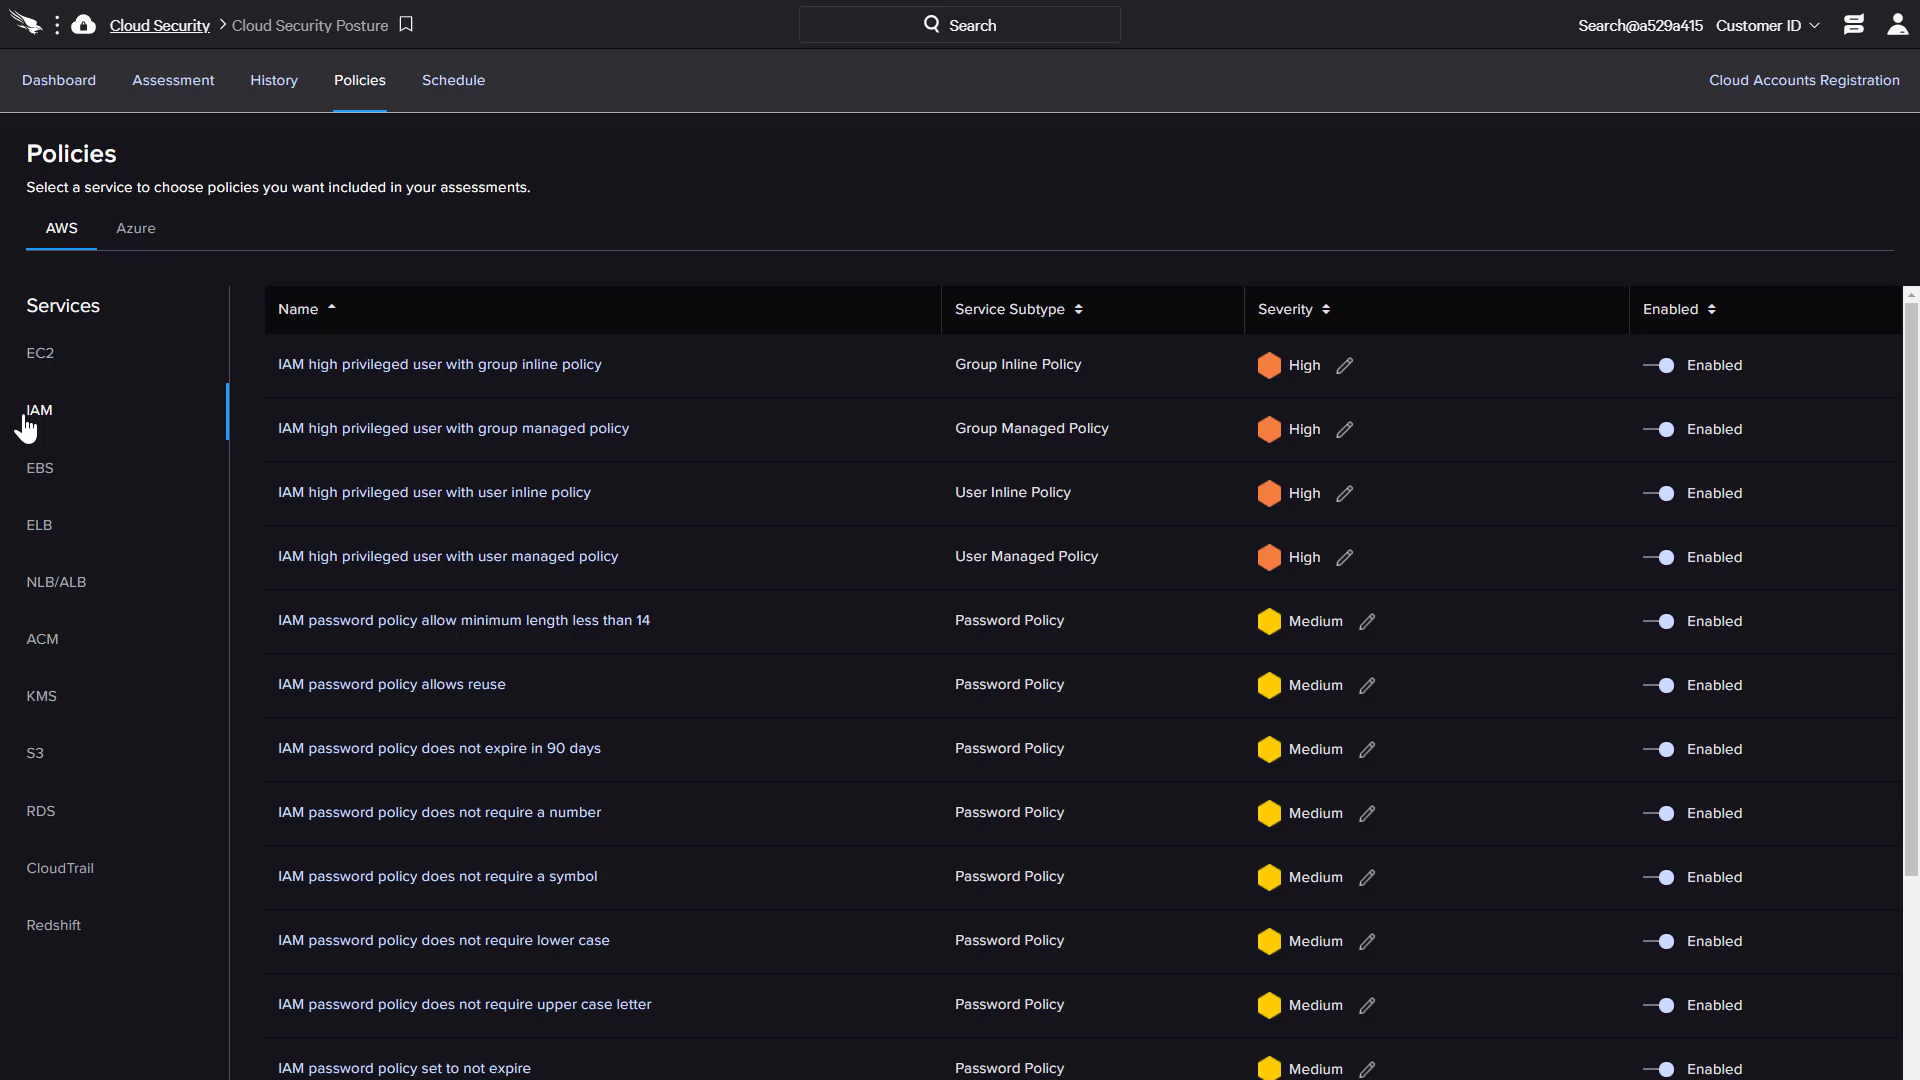 Cloud Security > Cloud Security Posture
Search
Search@a529a415 Customer ID
Dashboard Assessment History Policies Schedule Cloud Accounts Registration
Policies
Select a service to choose policies you want included in your assessments.
AWS Azure
Services
EC2
IAM
EBS
ELB
NLB/ALB
ACM
KMS
S3
RDS
CloudTrail
Redshift
Name Service Subtype Severity Enabled
IAM high privileged user with group inline policy Group Inline Policy High Enabled
IAM high privileged user with group managed policy Group Managed Policy High Enabled
IAM high privileged user with user inline policy User Inline Policy High Enabled
IAM high privileged user with user managed policy User Managed Policy High Enabled
IAM password policy allow minimum length less than 14 Password Policy Medium Enabled
IAM password policy allows reuse Password Policy Medium Enabled
IAM password policy does not expire in 90 days Password Policy Medium Enabled
IAM password policy does not require a number Password Policy Medium Enabled
IAM password policy does not require a symbol Password Policy Medium Enabled
IAM password policy does not require lower case Password Policy Medium Enabled
IAM password policy does not require upper case letter Password Policy Medium Enabled
IAM password policy set to not expire Password Policy Medium Enabled